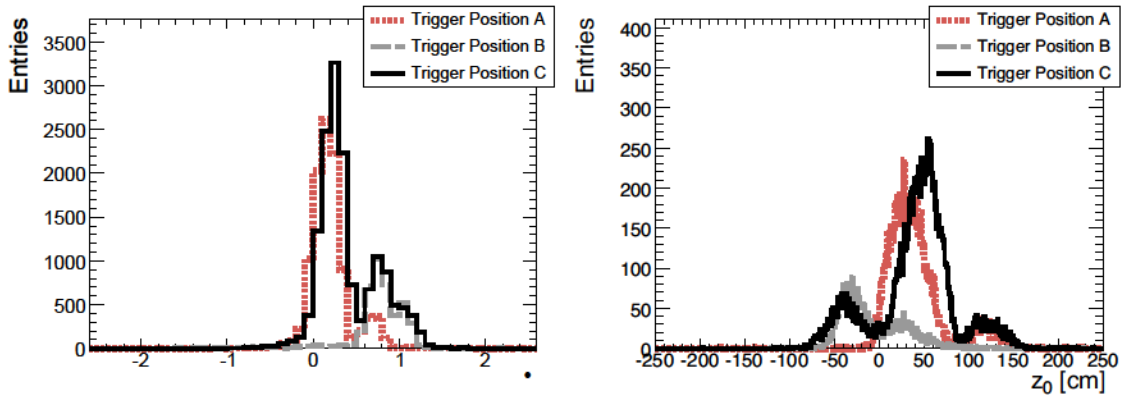 Entries
3500
3000
2500
2000
1500
1000
500
0
-2 -1 0 1 2
Trigger Position A
Trigger Position B
Trigger Position C
Entries
400
350
300
250
200
150
100
50
0
-250 -200 -150 -100 -50 0 50 100 150 200 250
z0 [cm]
Trigger Position A
Trigger Position B
Trigger Position C